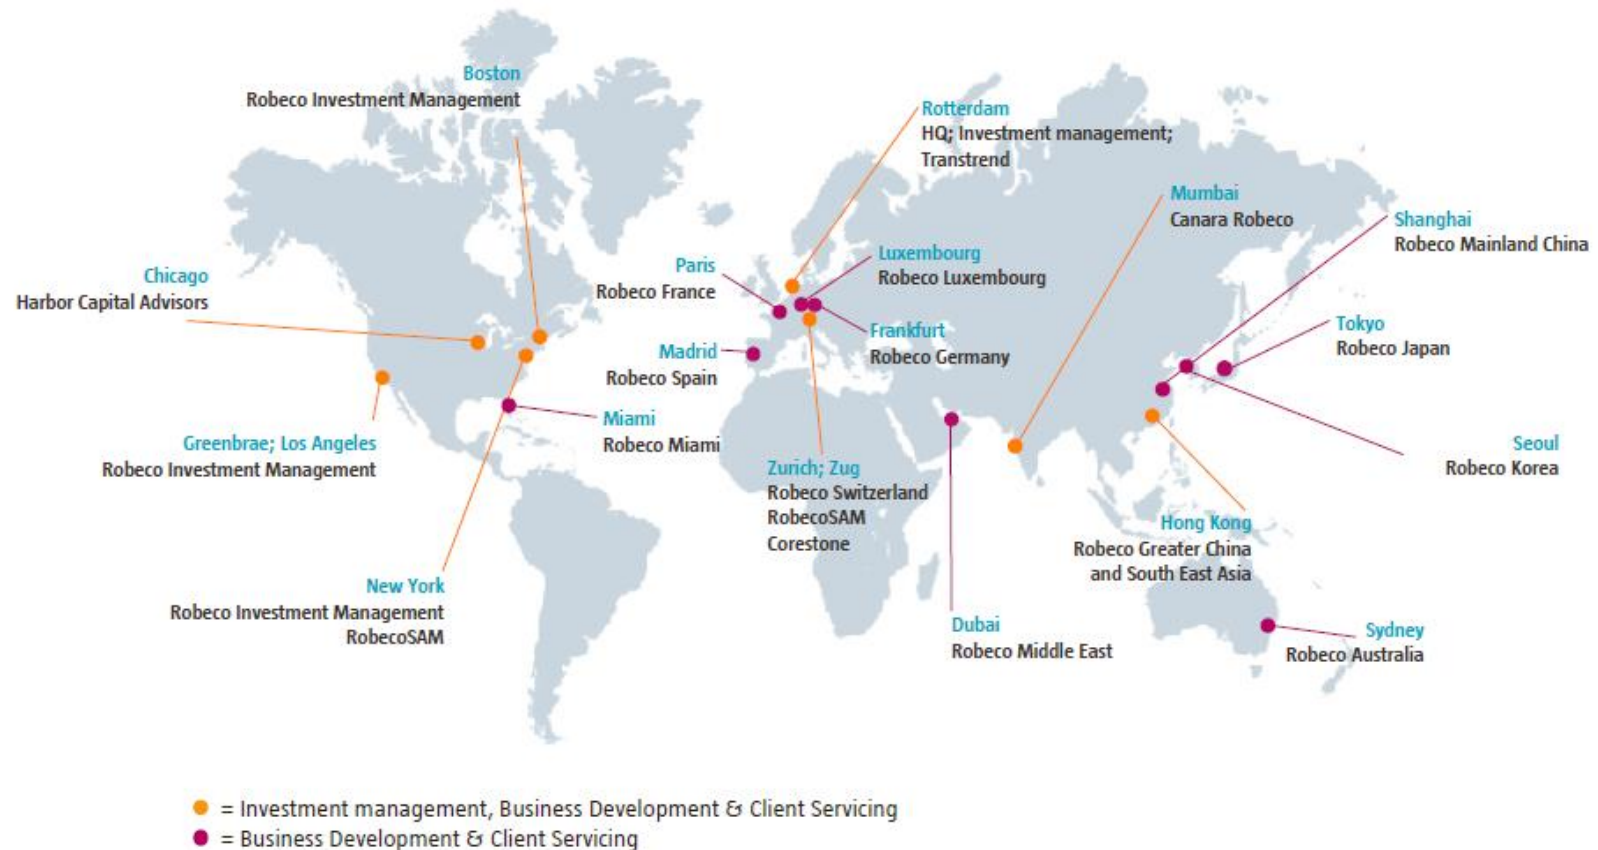 Boston
Robeco Investment Management
Rotterdam
HQ; Investment management;
Transtrend
Mumbai
Canara Robeco
Shanghai
Robeco Mainland China
Chicago
Harbor Capital Advisors
Paris
Robeco France
Luxembourg
Robeco Luxembourg
Frankfurt
Robeco Germany
Tokyo
Robeco Japan
Madrid
Robeco Spain
Miami
Robeco Miami
Greenbrae; Los Angeles
Robeco Investment Management
Seoul
Robeco Korea
Zurich; Zug
Robeco Switzerland
RobecoSAM
Corestone
Hong Kong
Robeco Greater China
and South East Asia
New York
Robeco Investment Management
RobecoSAM
Dubai
Robeco Middle East
Sydney
Robeco Australia
= Investment management, Business Development & Client Servicing
= Business Development & Client Servicing